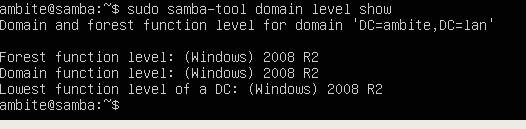 ambite@samba:~$ sudo samba-tool domain level show
Domain and forest function level for domain 'DC=ambite,DC=lan'
Forest function level: (Windows) 2008 R2
Domain function level: (Windows) 2008 R2
Lowest function level of a DC: (Windows) 2008 R2
ambite@samba:~$